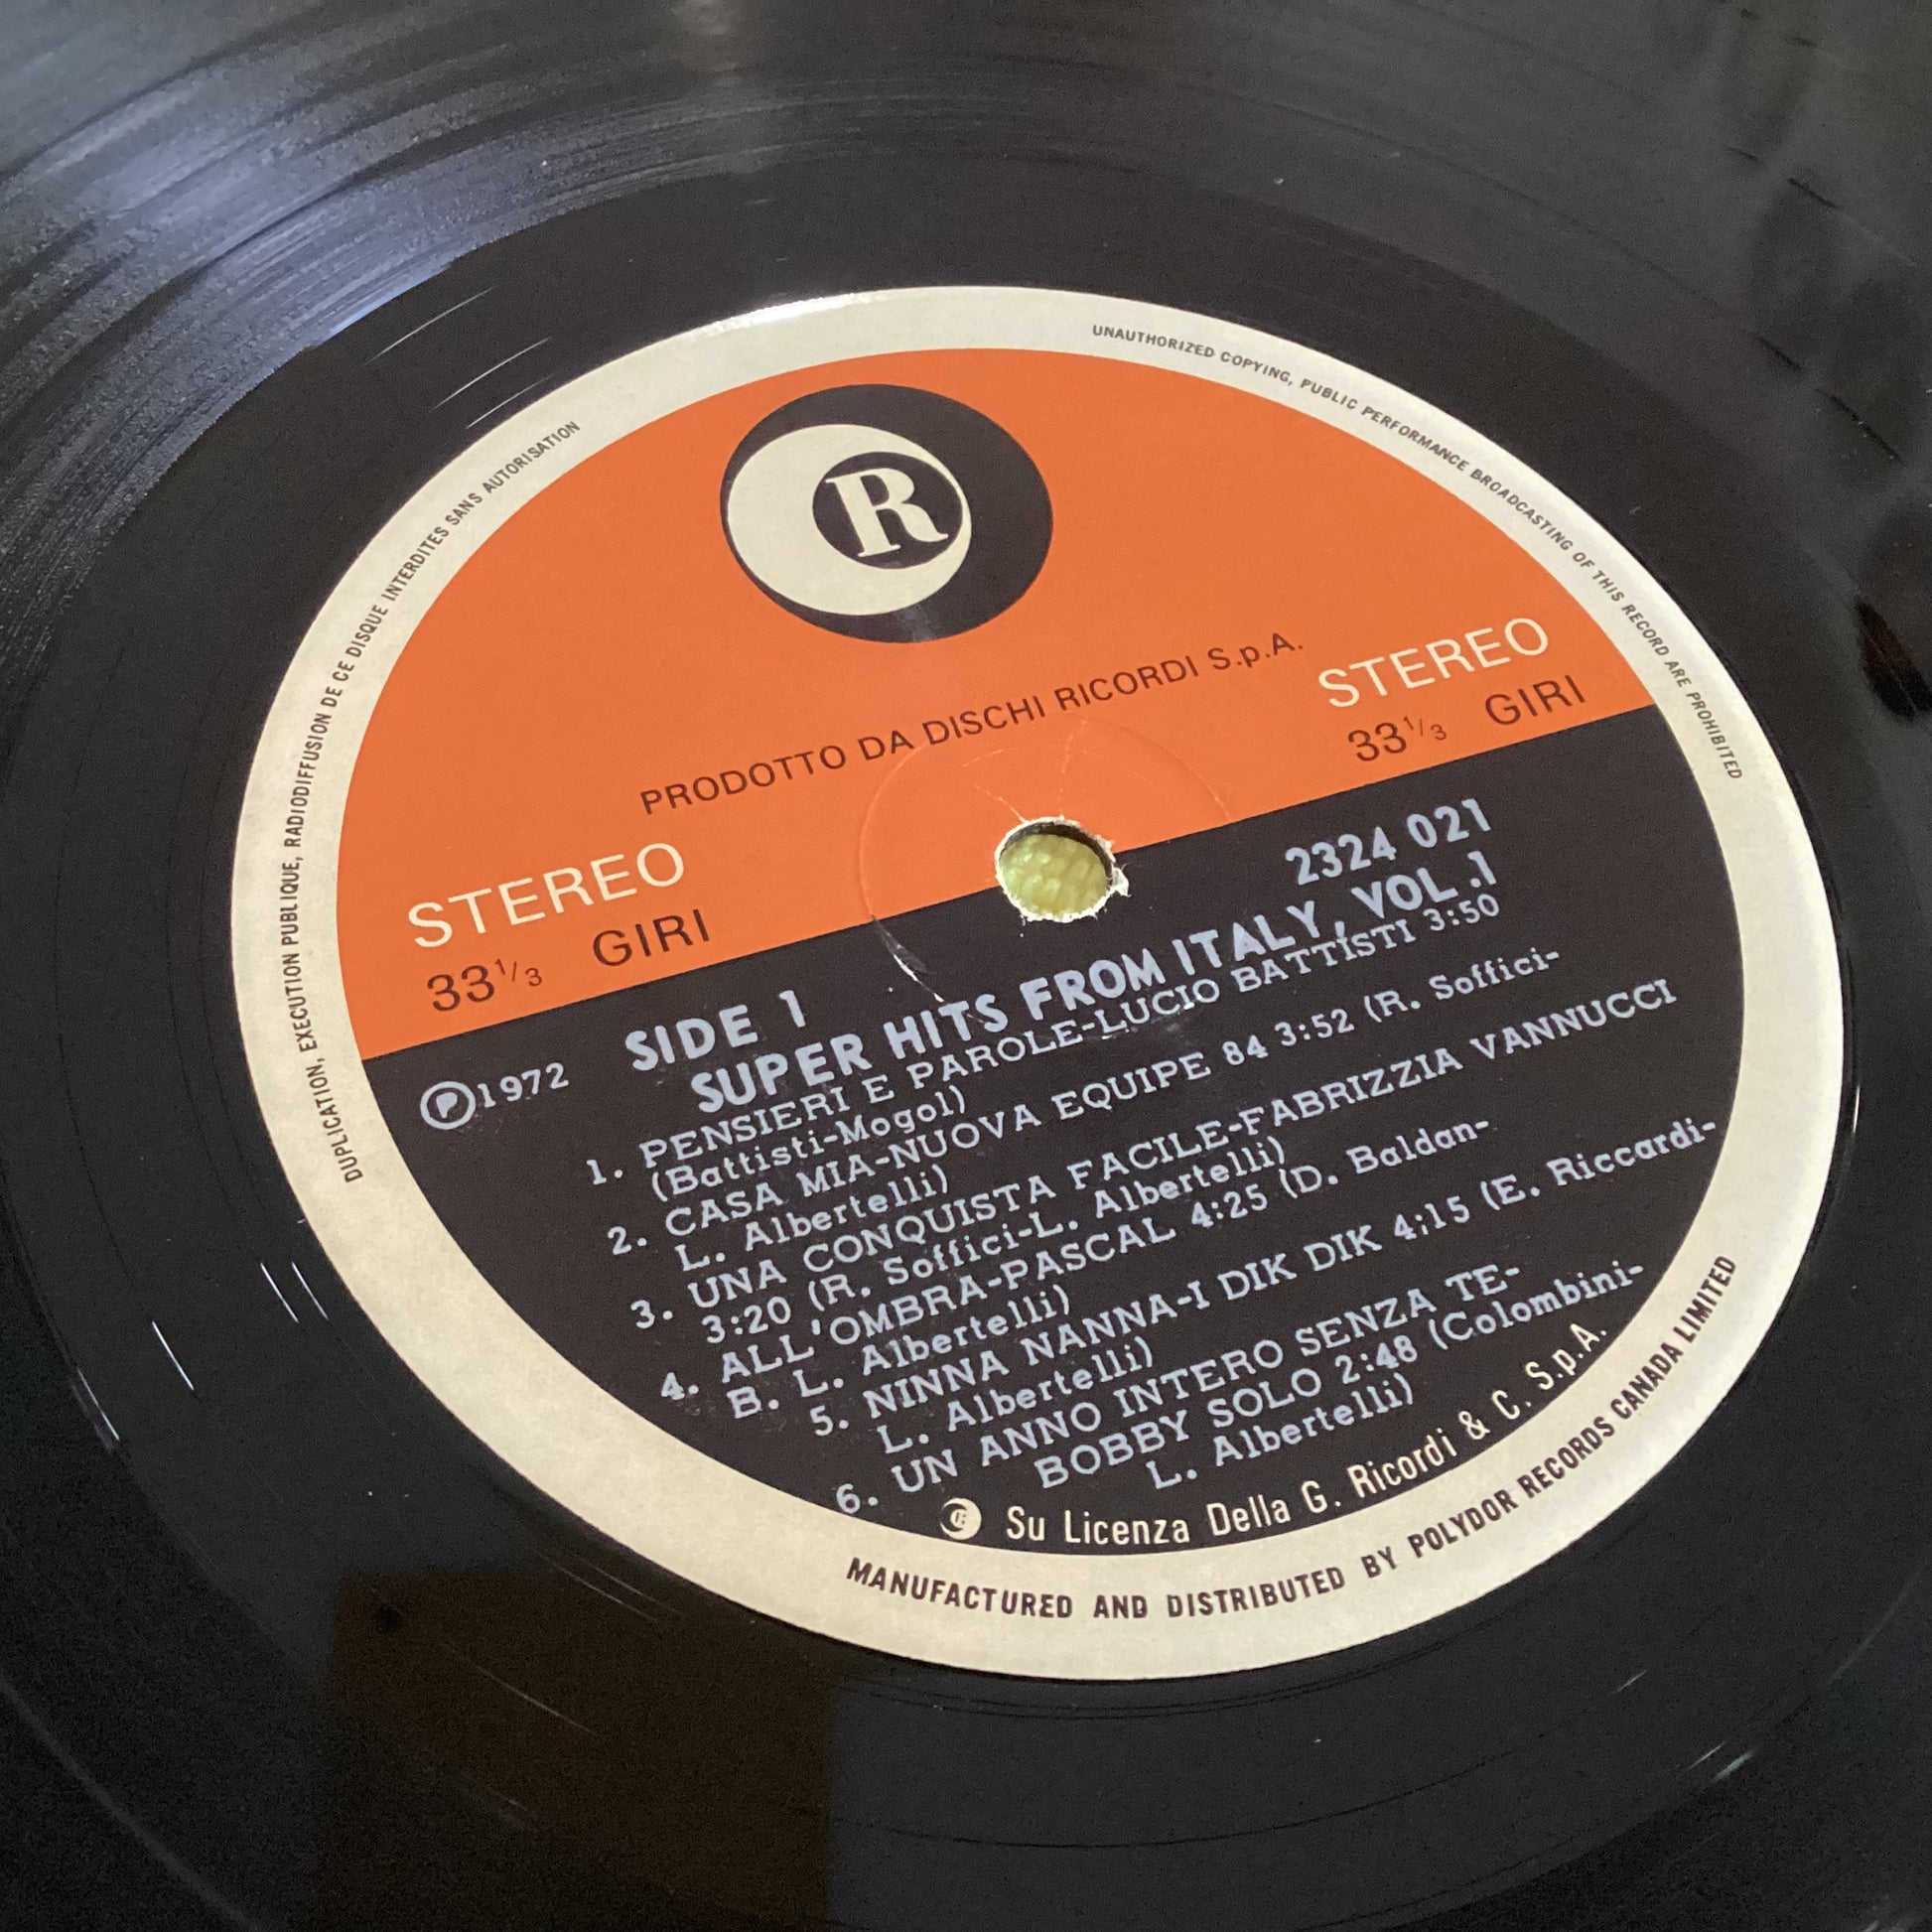 UNAUTHORIZED COPYING, PUBLIC PERFORMANCE BROADCASTING OF THIS RECORD ARE PROHIBITED
DUPLICATION, EXECUTION PUBLIQUE, RADIODIFFUSION DE CE DISQUE INTERDITES SANS AUTORISATION
R
PRODOTTO DA DISCHI RICORDI S.p.A.
STEREO
33 1/3 GIRI
STEREO
33 1/3 GIRI
2324 021
Ⓟ1972
SIDE 1
SUPER HITS FROM ITALY, VOL.1
1. PENSIERI E PAROLE-LUCIO BATTISTI 3:50
(Battisti-Mogol)
2. CASA MIA-NUOVA EQUIPE 84 3:52 (R. Soffici-
L. Albertelli)
3. UNA CONQUISTA FACILE-FABRIZZIA VANNUCCI
3:20 (R. Soffici-L. Albertelli)
4. ALL'OMBRA-PASCAL 4:25 (D. Baldan-
B. L. Albertelli)
5. NINNA NANNA-I DIK DIK 4:15 (E. Riccardi-
L. Albertelli)
6. UN ANNO INTERO SENZA TE-
BOBBY SOLO 2:48 (Colombini-
L. Albertelli)
Su Licenza Della G. Ricordi & C. S.p.A.
MANUFACTURED AND DISTRIBUTED BY POLYDOR RECORDS CANADA LIMITED